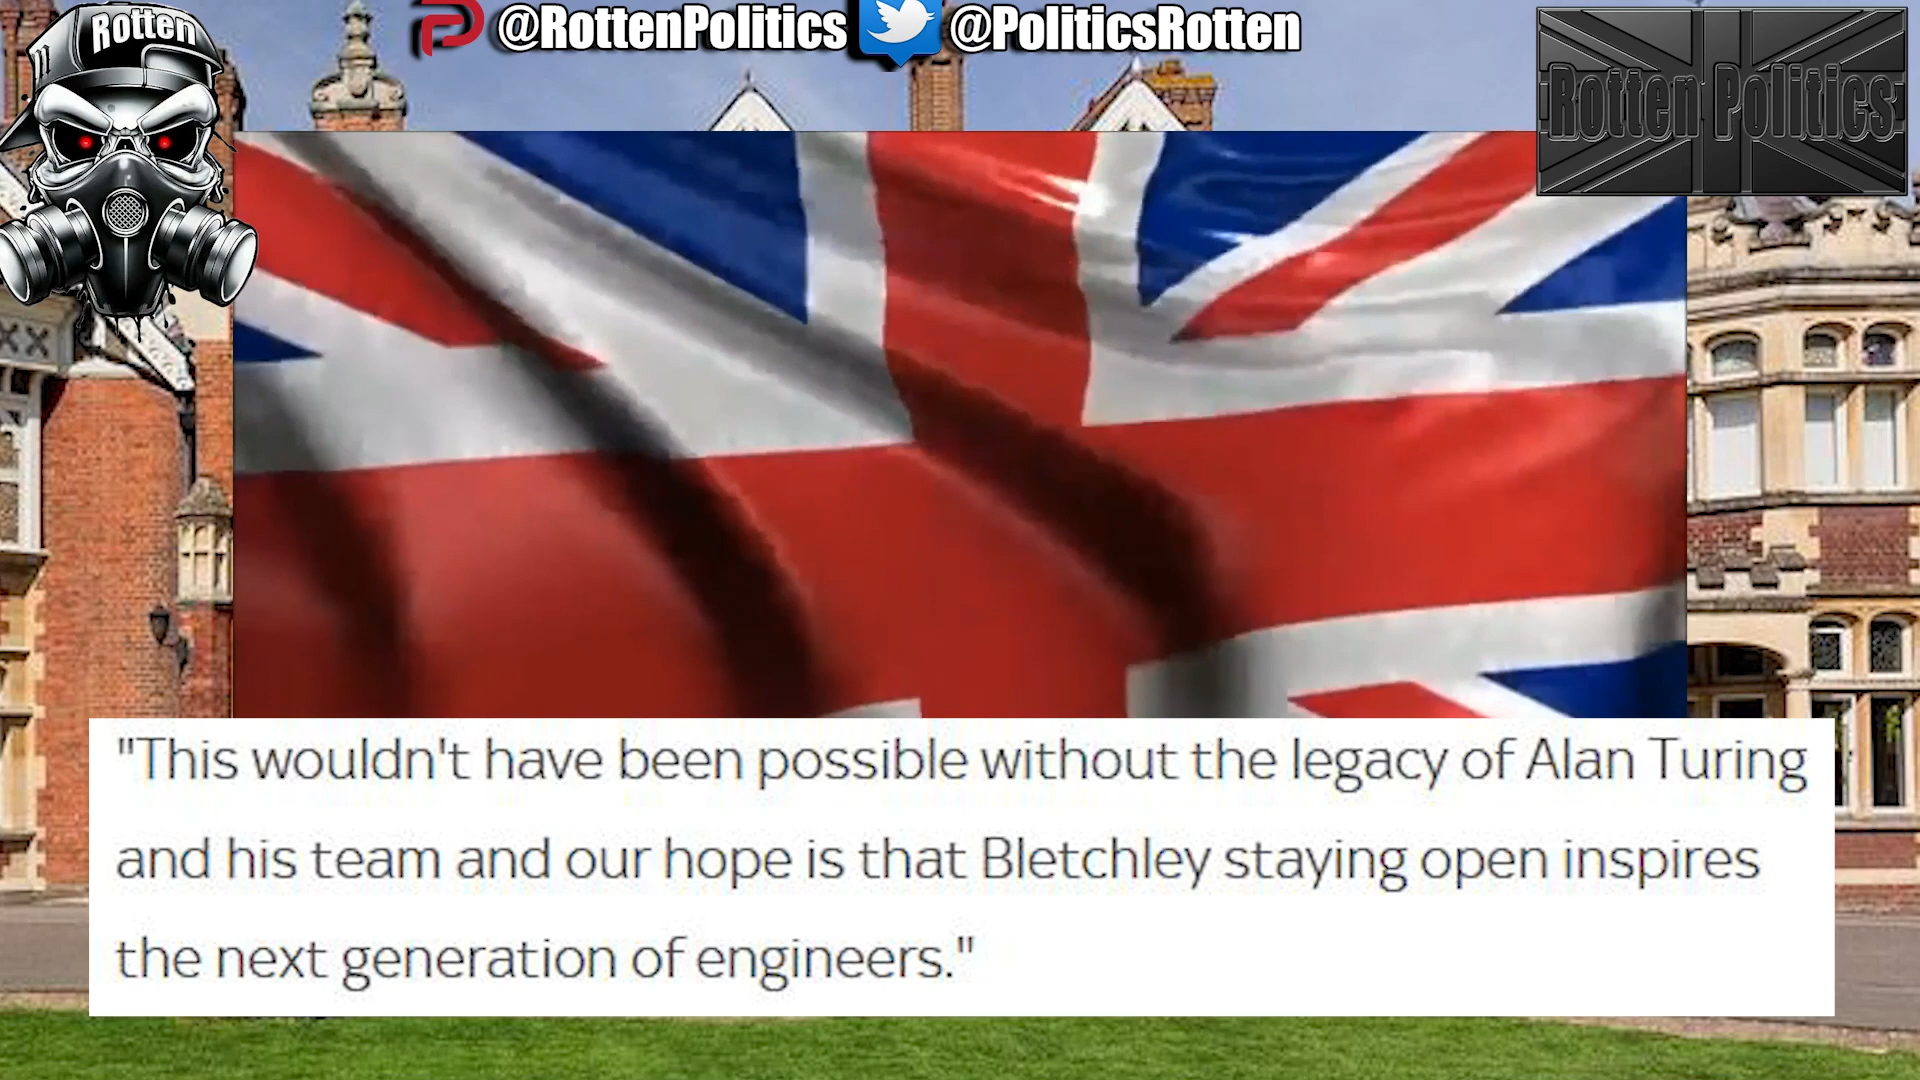 Rotten
@RottenPolitics
@PoliticsRotten
Rotten Politics
"This wouldn't have been possible without the legacy of Alan Turing
and his team and our hope is that Bletchley staying open inspires
the next generation of engineers."